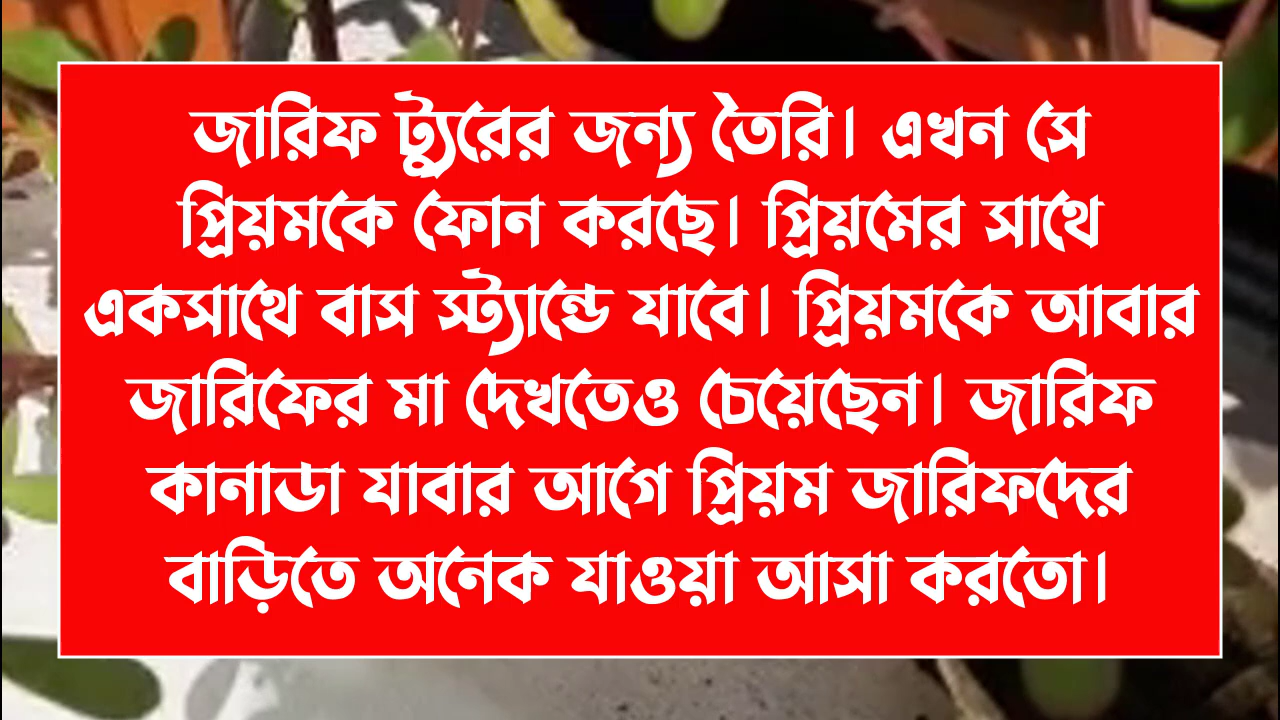 জারিফ ট্যুরের জন্য তৈরি। এখন সে
প্রিয়মকে ফোন করছে। প্রিয়মের সাথে
একসাথে বাস স্ট্যান্ডে যাবে। প্রিয়মকে আবার
জারিফের মা দেখতেও চেয়েছেন। জারিফ
কানাডা যাবার আগে প্রিয়ম জারিফদের
বাড়িতে অনেক যাওয়া আসা করতো।